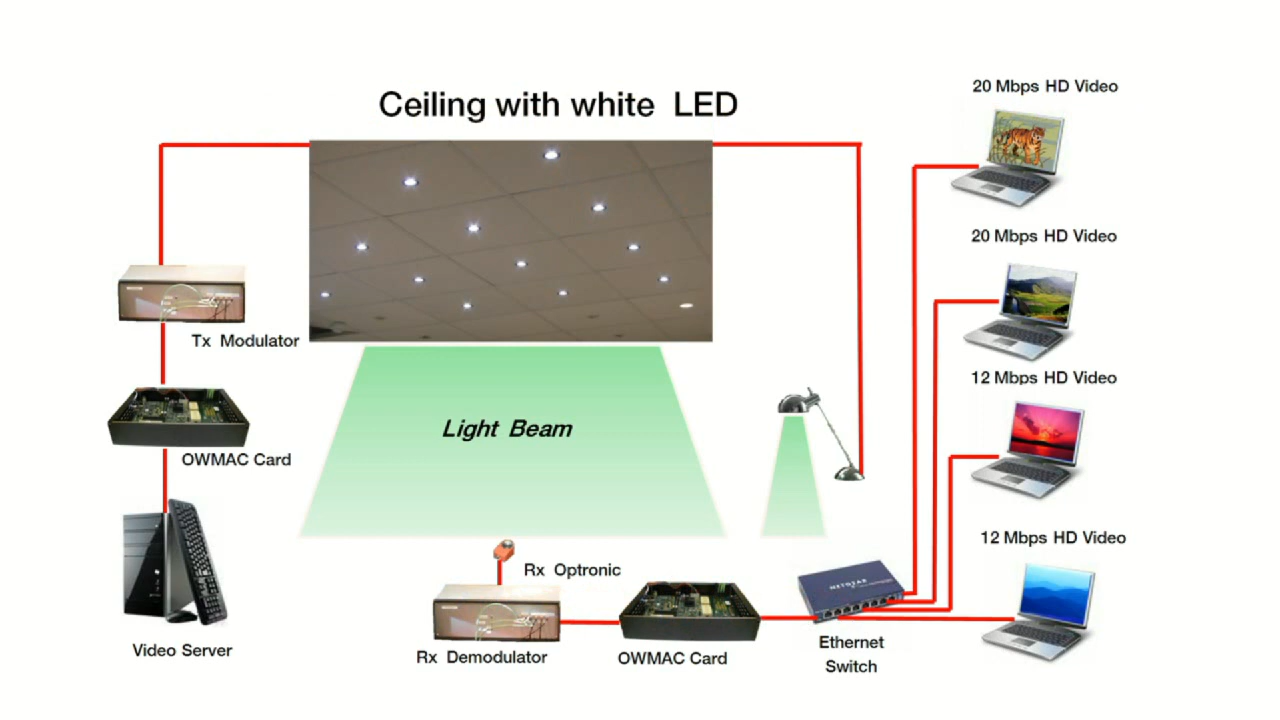 Ceiling with white LED
20 Mbps HD Video
20 Mbps HD Video
Tx Modulator
12 Mbps HD Video
Light Beam
OWMAC Card
12 Mbps HD Video
Rx Optronic
NETGEAR
Video Server
Rx Demodulator
OWMAC Card
Ethernet
Switch